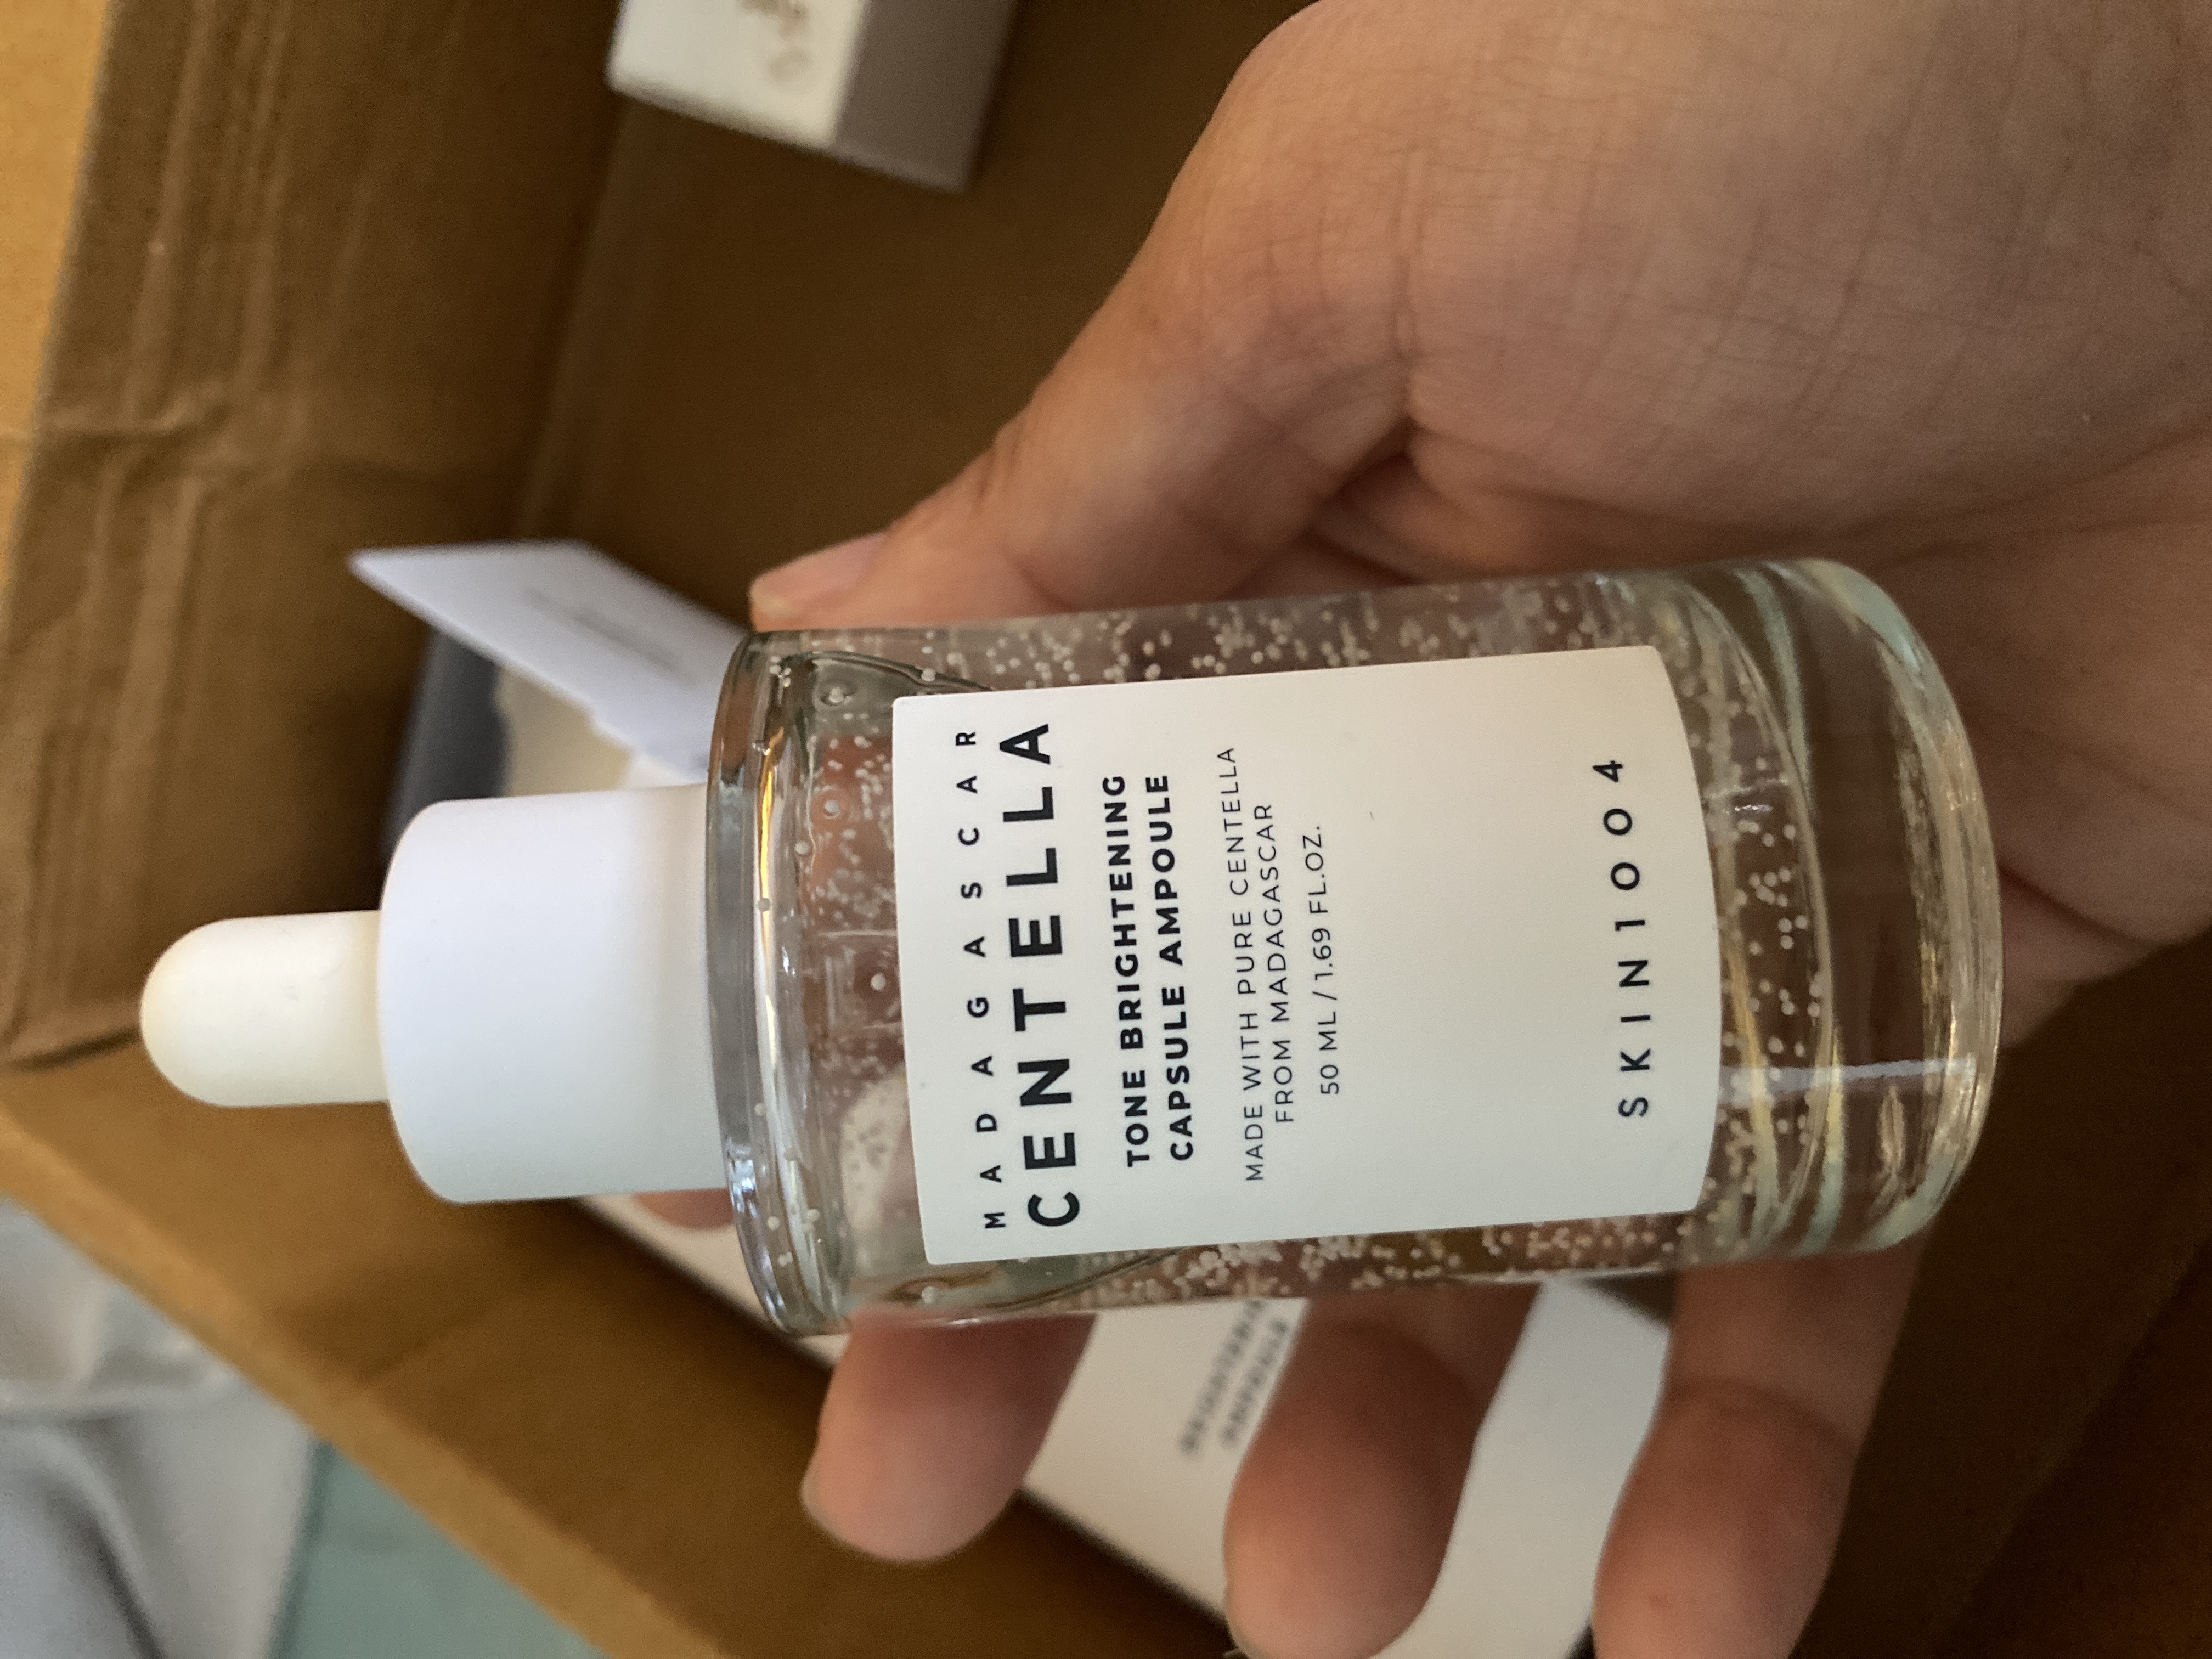 MADAGASCAR
CENTELLA
TONE BRIGHTENING
CAPSULE AMPOULE
MADE WITH PURE CENTELLA
FROM MADAGASCAR
50 ML / 1.69 FL.OZ.
SKIN1004